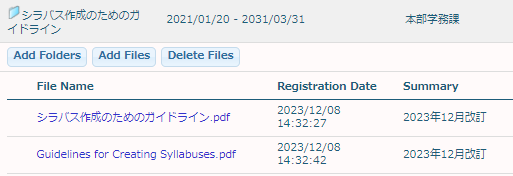 シラバス作成のためのガ 2021/01/20 - 2031/03/31 本部学務課
イドライン
Add Folders Add Files Delete Files
File Name Registration Date Summary
シラバス作成のためのガイドライン.pdf 2023/12/08 2023年12月改訂
14:32:27
Guidelines for Creating Syllabuses.pdf 2023/12/08 2023年12月改訂
14:32:42